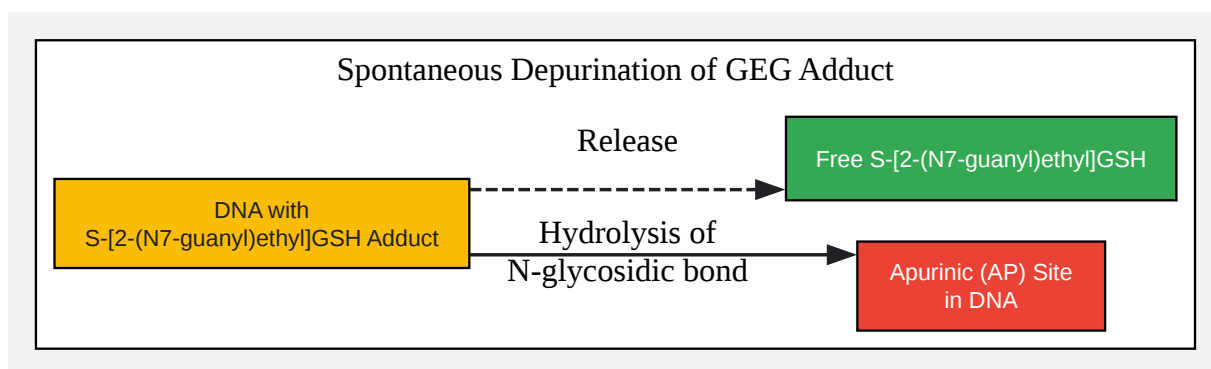 Spontaneous Depurination of GEG Adduct
Release
Free S-[2-(N7-guanyl)ethyl]GSH
DNA with
S-[2-(N7-guanyl)ethyl]GSH Adduct
Hydrolysis of
N-glycosidic bond
Apurinic (AP) Site
in DNA